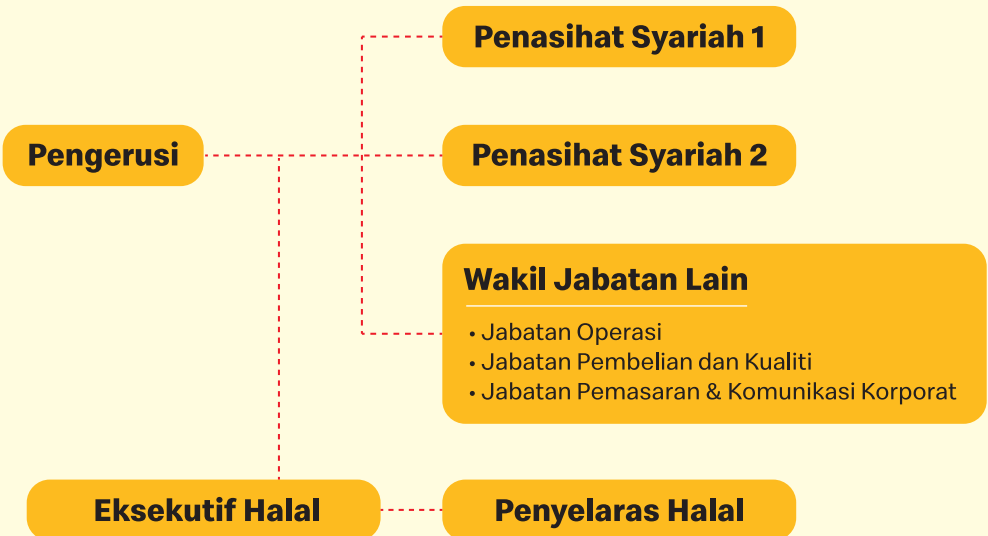 Penasihat Syariah 1
Pengerusi
Penasihat Syariah 2
Wakil Jabatan Lain
• Jabatan Operasi
• Jabatan Pembelian dan Kualiti
• Jabatan Pemasaran & Komunikasi Korporat
Eksekutif Halal
Penyelaras Halal